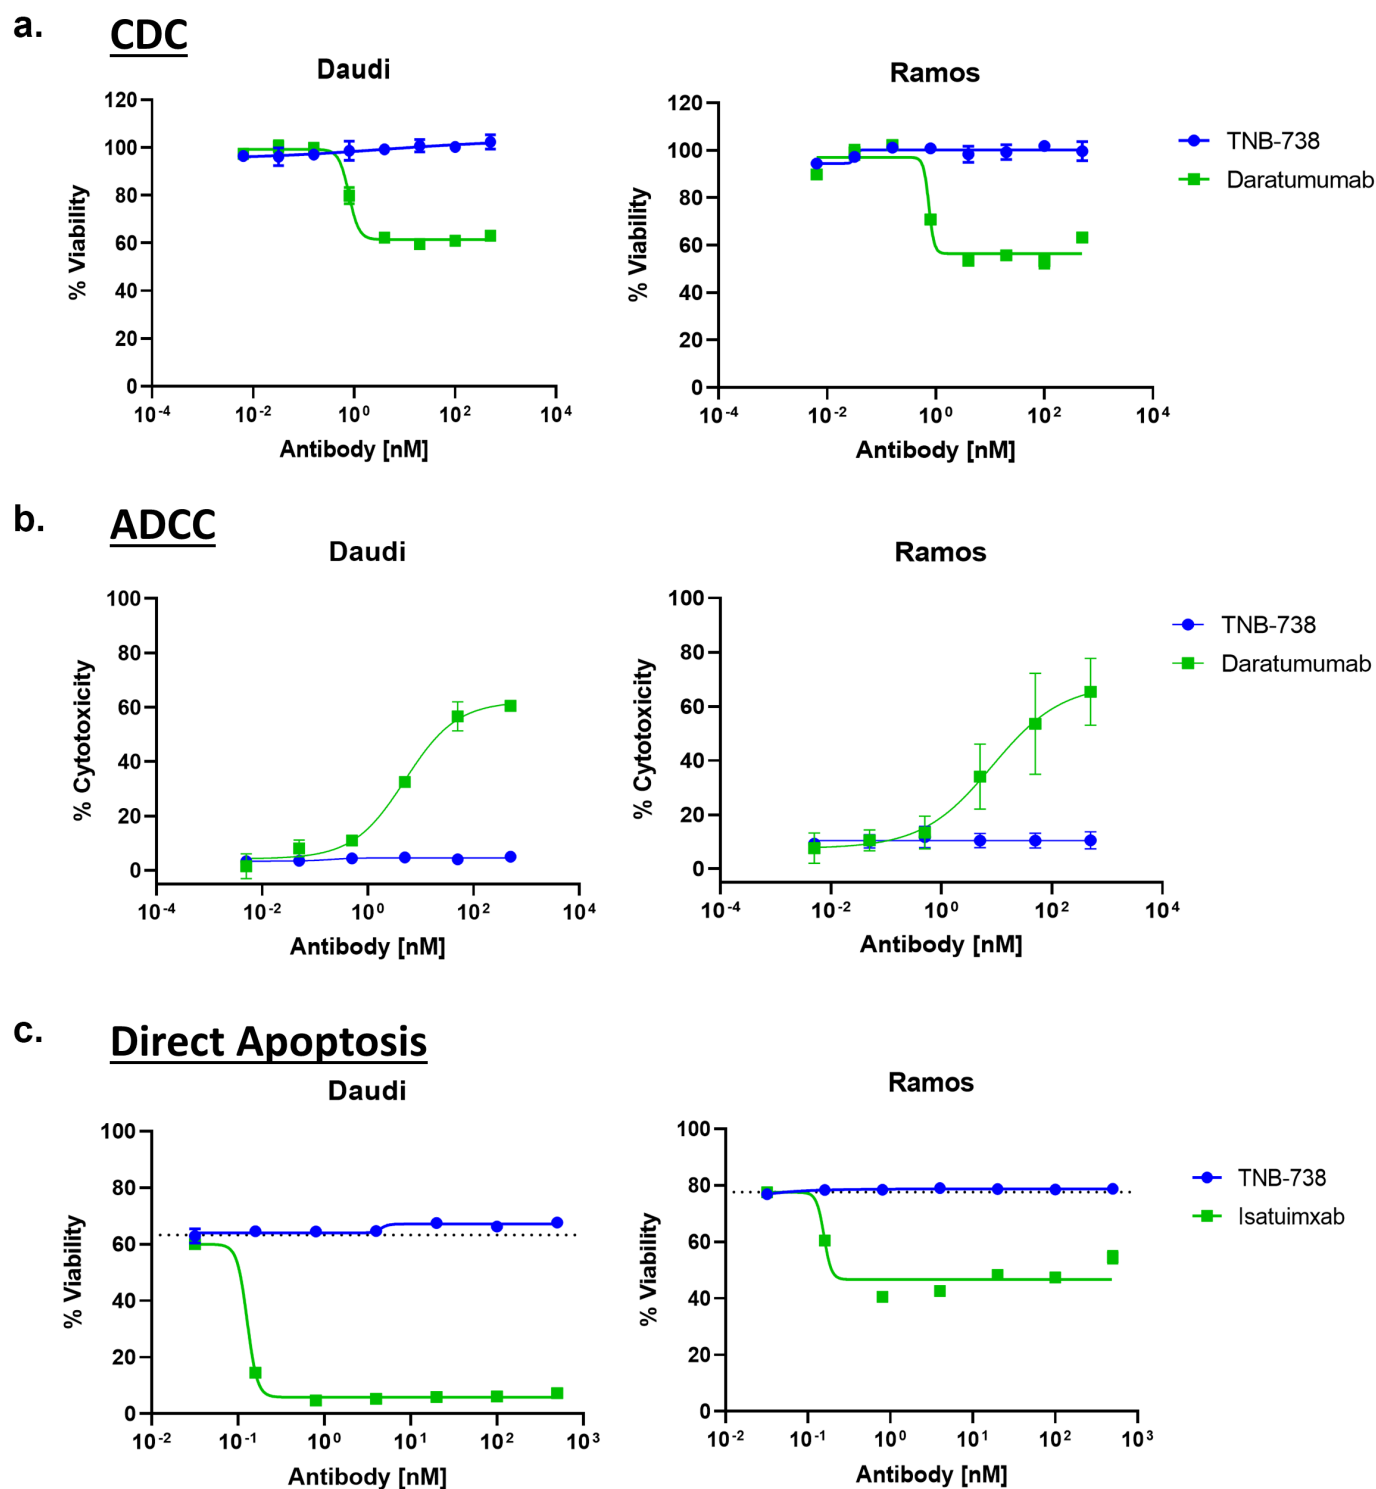 a.
CDC
Daudi
120
100
80
60
40
20
0
% Viability
10-4
10-2
100
102
104
Antibody [nM]
Ramos
120
100
80
60
40
20
0
% Viability
10-4
10-2
100
102
104
Antibody [nM]
TNB-738
Daratumumab
b.
ADCC
Daudi
100
80
60
40
20
0
% Cytotoxicity
10-4
10-2
100
102
104
Antibody [nM]
Ramos
100
80
60
40
20
0
% Cytotoxicity
10-4
10-2
100
102
104
Antibody [nM]
TNB-738
Daratumumab
c.
Direct Apoptosis
Daudi
100
80
60
40
20
0
% Viability
10-2
10-1
100
101
102
103
Antibody [nM]
Ramos
100
80
60
40
20
0
% Viability
10-2
10-1
100
101
102
103
Antibody [nM]
TNB-738
Isatuimxab